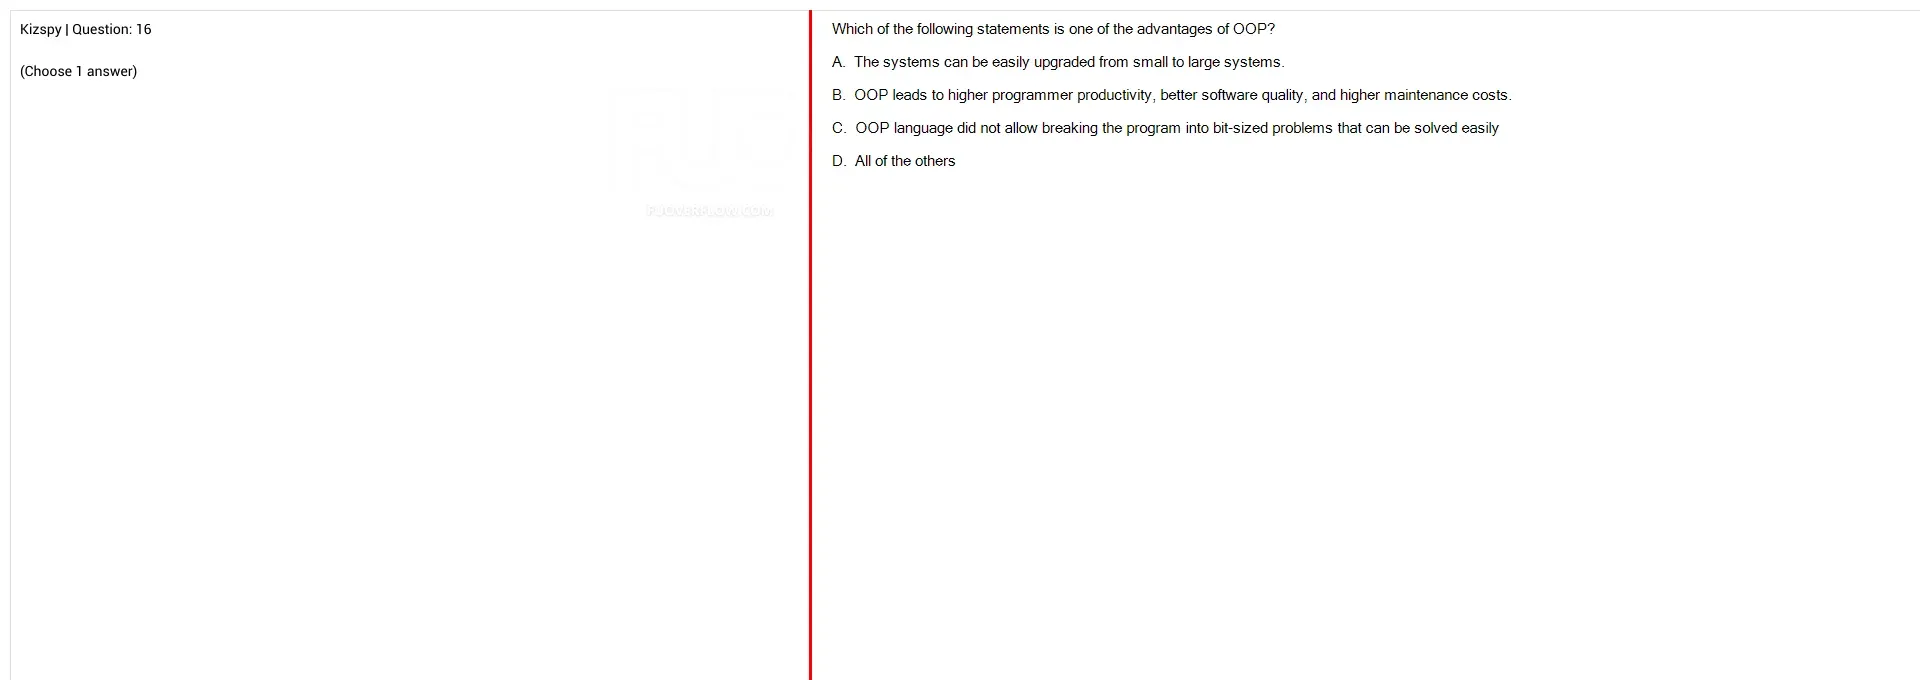 Kizspy | Question: 16
(Choose 1 answer)
FUOVERFLOW.COM
Which of the following statements is one of the advantages of OOP?
A. The systems can be easily upgraded from small to large systems.
B. OOP leads to higher programmer productivity, better software quality, and higher maintenance costs.
C. OOP language did not allow breaking the program into bit-sized problems that can be solved easily
D. All of the others